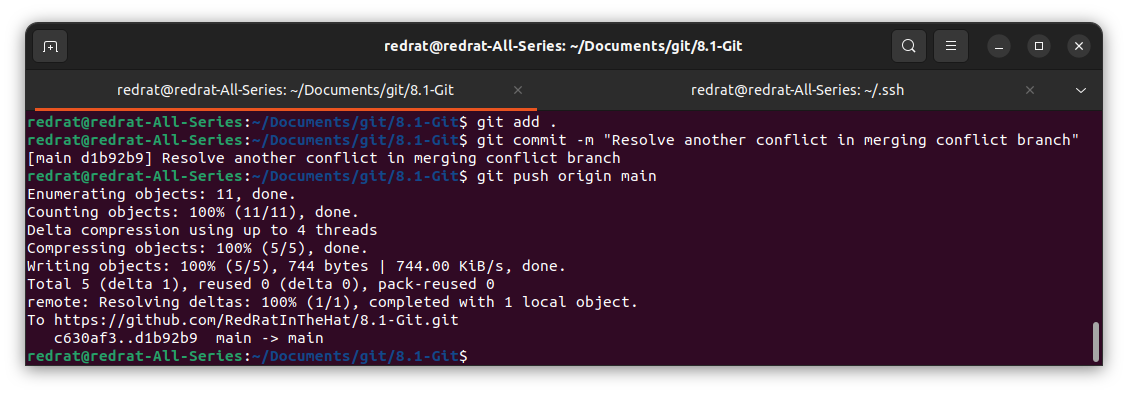 redrat@redrat-All-Series: ~/Documents/git/8.1-Git
redrat@redrat-All-Series: ~/Documents/git/8.1-Git
redrat@redrat-All-Series: ~/.ssh
redrat@redrat-All-Series:~/Documents/git/8.1-Git$ git add .
redrat@redrat-All-Series:~/Documents/git/8.1-Git$ git commit -m "Resolve another conflict in merging conflict branch"
[main d1b92b9] Resolve another conflict in merging conflict branch
redrat@redrat-All-Series:~/Documents/git/8.1-Git$ git push origin main
Enumerating objects: 11, done.
Counting objects: 100% (11/11), done.
Delta compression using up to 4 threads
Compressing objects: 100% (5/5), done.
Writing objects: 100% (5/5), 744 bytes | 744.00 KiB/s, done.
Total 5 (delta 1), reused 0 (delta 0), pack-reused 0
remote: Resolving deltas: 100% (1/1), completed with 1 local object.
To https://github.com/RedRatInTheHat/8.1-Git.git
   c630af3..d1b92b9  main -> main
redrat@redrat-All-Series:~/Documents/git/8.1-Git$